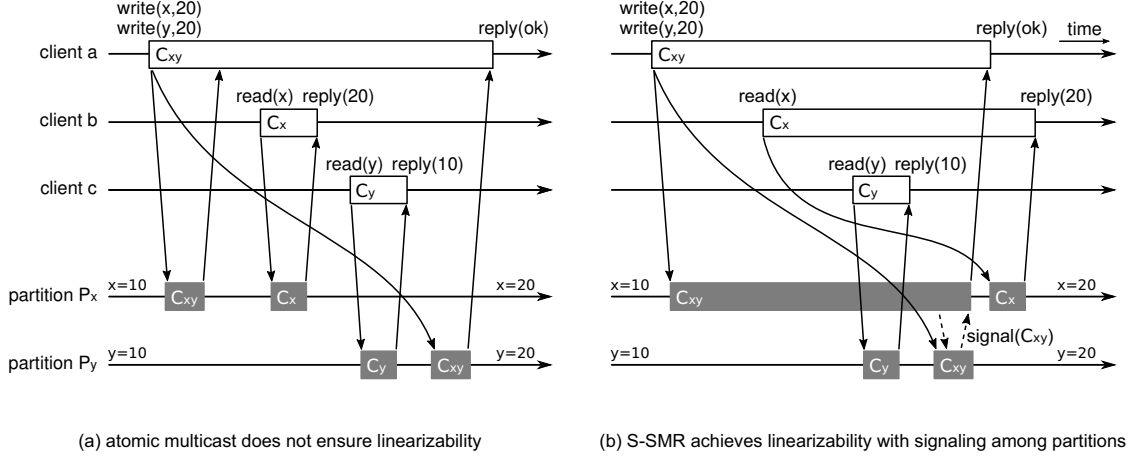 write(x,20)
write(y,20) reply(ok)
client a Cxy
read(x) reply(20)
client b Cx
read(y) reply(10)
client c Cy
x=10 x=20
partition Px Cxy Cx
y=10 y=20
partition Py Cy Cxy
(a) atomic multicast does not ensure linearizability
write(x,20)
write(y,20) reply(ok) time
Cxy
read(x) reply(20)
Cx
read(y) reply(10)
Cy
x=10 Cxy Cx x=20
signal(Cxy)
y=10 Cy Cxy y=20
(b) S-SMR achieves linearizability with signaling among partitions